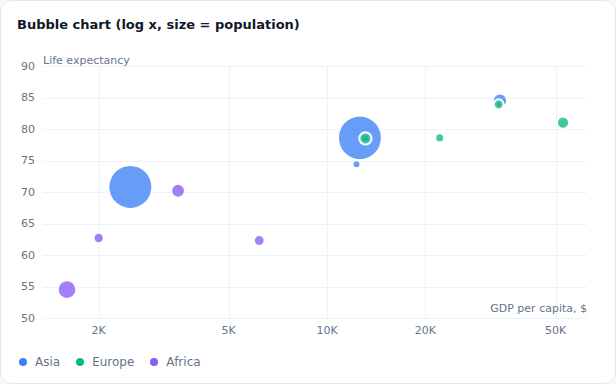 Bubble chart (log x, size = population)
Life expectancy
90
85
80
75
70
65
60
55
50
GDP per capita, $
2K 5K 10K 20K 50K
Asia Europe Africa